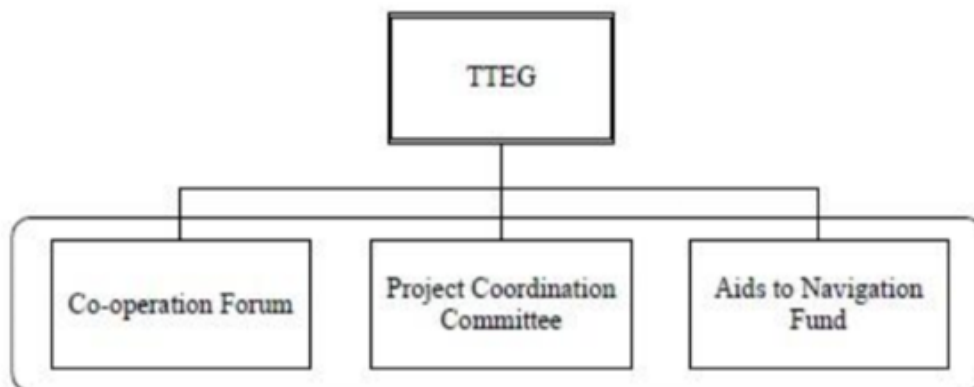 TTEG
Co-operation Forum
Project Coordination
Committee
Aids to Navigation
Fund